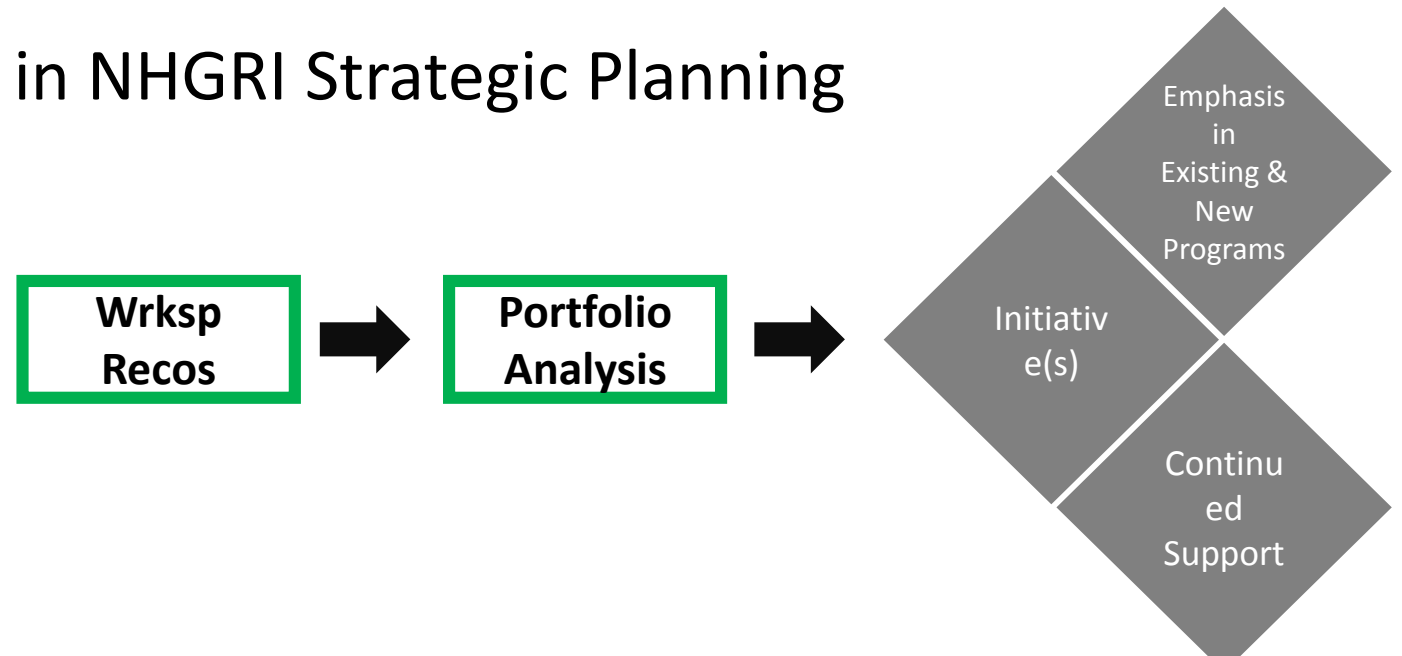 in NHGRI Strategic Planning
Wrksp
Recos
Portfolio
Analysis
Emphasis
in
Existing &
New
Programs
Initiativ
e(s)
Continu
ed
Support